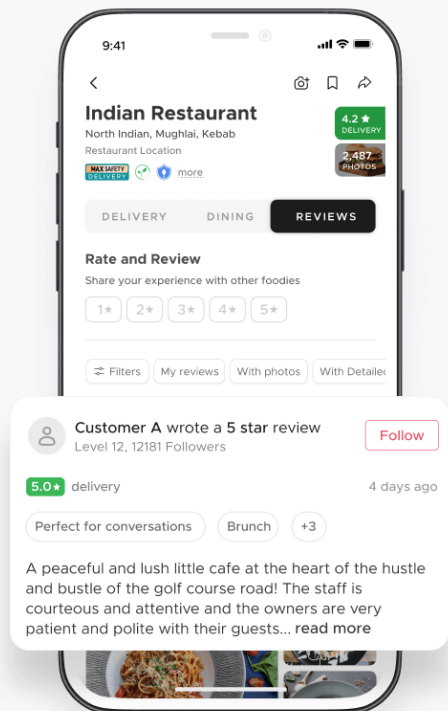 9:41
Indian Restaurant
North Indian, Mughlai, Kebab
Restaurant Location
4.2 ★
DELIVERY
2,487
PHOTOS
MAX SAFETY
DELIVERY
more
DELIVERY DINING REVIEWS
Rate and Review
Share your experience with other foodies
1★ 2★ 3★ 4★ 5★
Filters My reviews With photos With Detailed
Customer A wrote a 5 star review
Level 12, 12181 Followers
Follow
5.0★ delivery 4 days ago
Perfect for conversations Brunch +3
A peaceful and lush little cafe at the heart of the hustle
and bustle of the golf course road! The staff is
courteous and attentive and the owners are very
patient and polite with their guests... read more